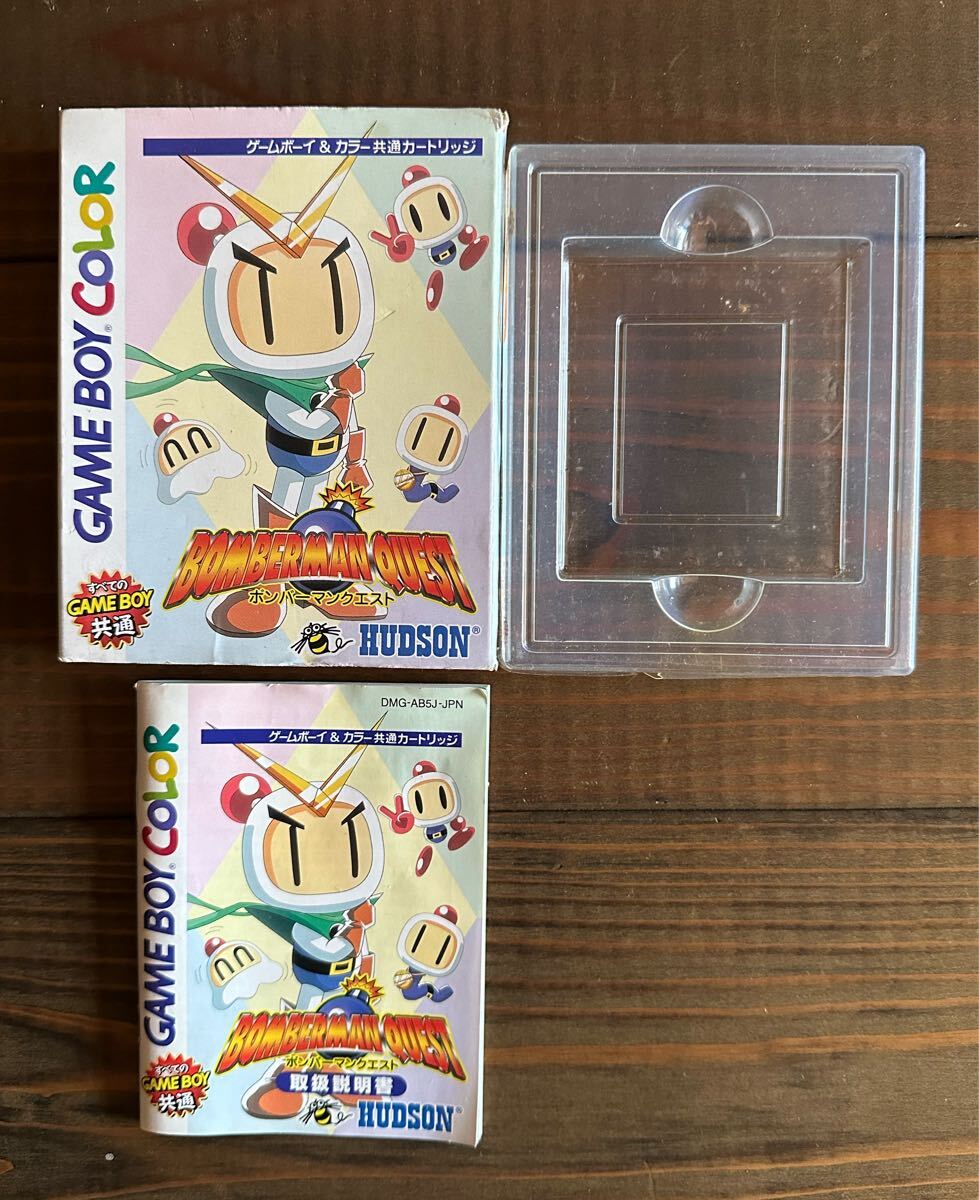 ゲームボーイ & カラー共通カートリッジ
GAME BOY® COLOR
BOMBERMAN QUEST
ボンバーマンクエスト
すべての
GAME BOY
共通
HUDSON®
DMG-AB5J-JPN
ゲームボーイ & カラー共通カートリッジ
GAME BOY® COLOR
BOMBERMAN QUEST
ボンバーマンクエスト
取扱説明書
すべての
GAME BOY
共通
HUDSON®